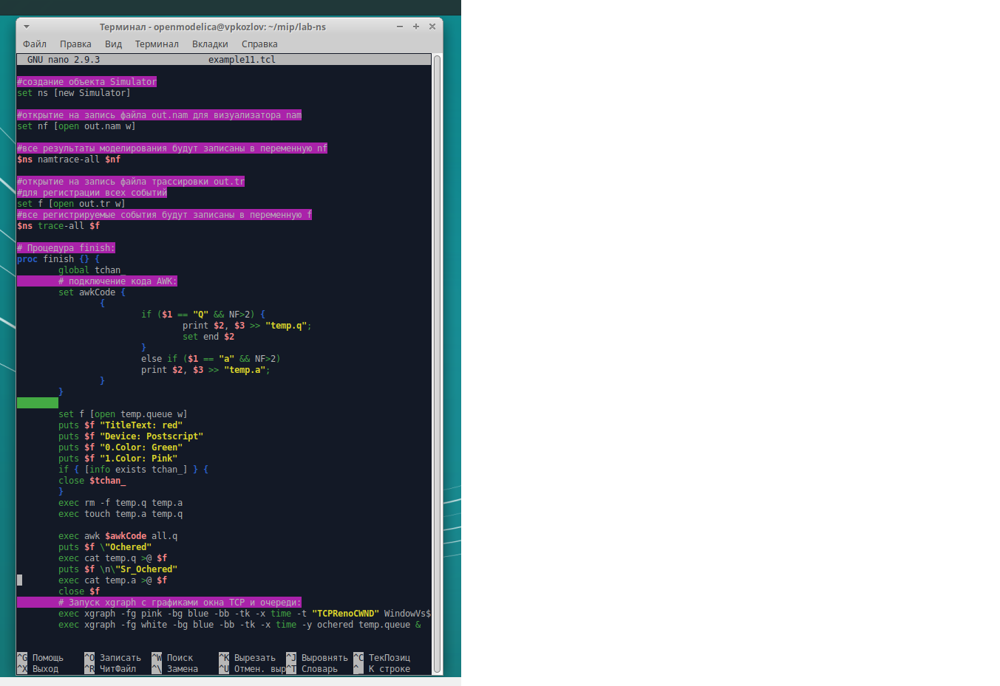 Терминал - openmodelica@vpkozlov: ~/mip/lab-ns
Файл Правка Вид Терминал Вкладки Справка
GNU nano 2.9.3 example11.tcl
#создание объекта Simulator
set ns [new Simulator]
#открытие на запись файла out.nam для визуализатора nam
set nf [open out.nam w]
#все результаты моделирования будут записаны в переменную nf
$ns namtrace-all $nf
#открытие на запись файла трассировки out.tr
#для регистрации всех событий
set f [open out.tr w]
#все регистрируемые события будут записаны в переменную f
$ns trace-all $f
# Процедура finish:
proc finish {} {
global tchan_
# подключение кода AWK:
set awkCode {
{
if ($1 == "Q" && NF>2) {
print $2, $3 >> "temp.q";
set end $2
}
else if ($1 == "a" && NF>2)
print $2, $3 >> "temp.a";
}
}
set f [open temp.queue w]
puts $f "TitleText: red"
puts $f "Device: Postscript"
puts $f "0.Color: Green"
puts $f "1.Color: Pink"
if { [info exists tchan_] } {
close $tchan_
}
exec rm -f temp.q temp.a
exec touch temp.a temp.q
exec awk $awkCode all.q
puts $f \"Ochered"
exec cat temp.q >@ $f
puts $f \n\"Sr_Ochered"
exec cat temp.a >@ $f
close $f
# Запуск xgraph с графиками окна TCP и очереди:
exec xgraph -fg pink -bg blue -bb -tk -x time -t "TCPRenoCWND" WindowVs$
exec xgraph -fg white -bg blue -bb -tk -x time -y ochered temp.queue &
^G Помощь ^O Записать ^W Поиск ^K Вырезать ^J Выровнять ^C ТекПозиц
^X Выход ^R ЧитФайл ^\ Замена ^U Отмен. выр^T Словарь ^_ К строке